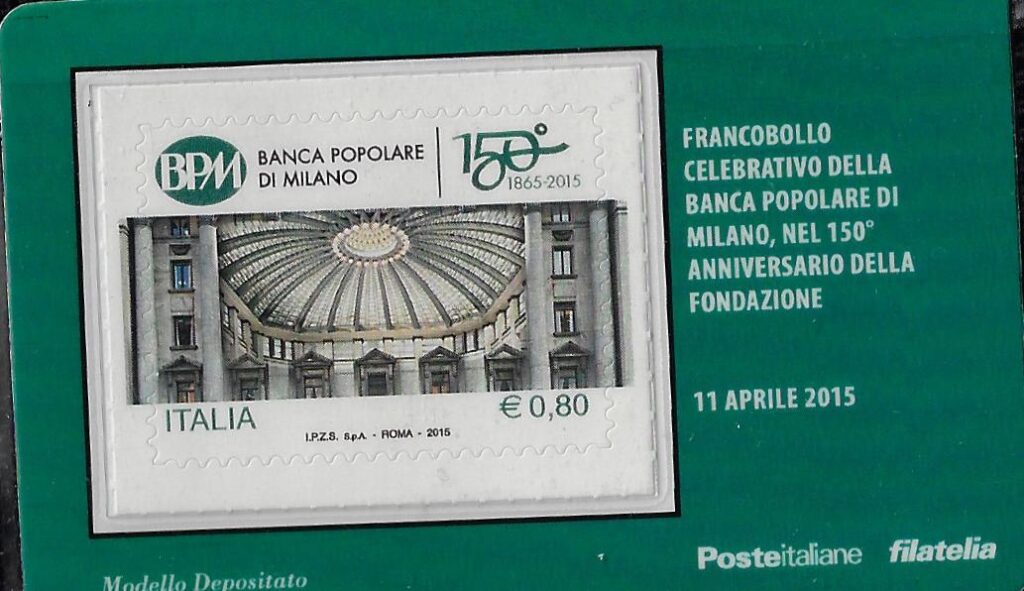 BPM
BANCA POPOLARE
DI MILANO
150°
1865-2015
ITALIA
€ 0,80
I.P.Z.S. S.p.A. - ROMA - 2015
FRANCOBOLLO
CELEBRATIVO DELLA
BANCA POPOLARE DI
MILANO, NEL 150°
ANNIVERSARIO DELLA
FONDAZIONE
11 APRILE 2015
Posteitaliane filatelia
Modello Depositato